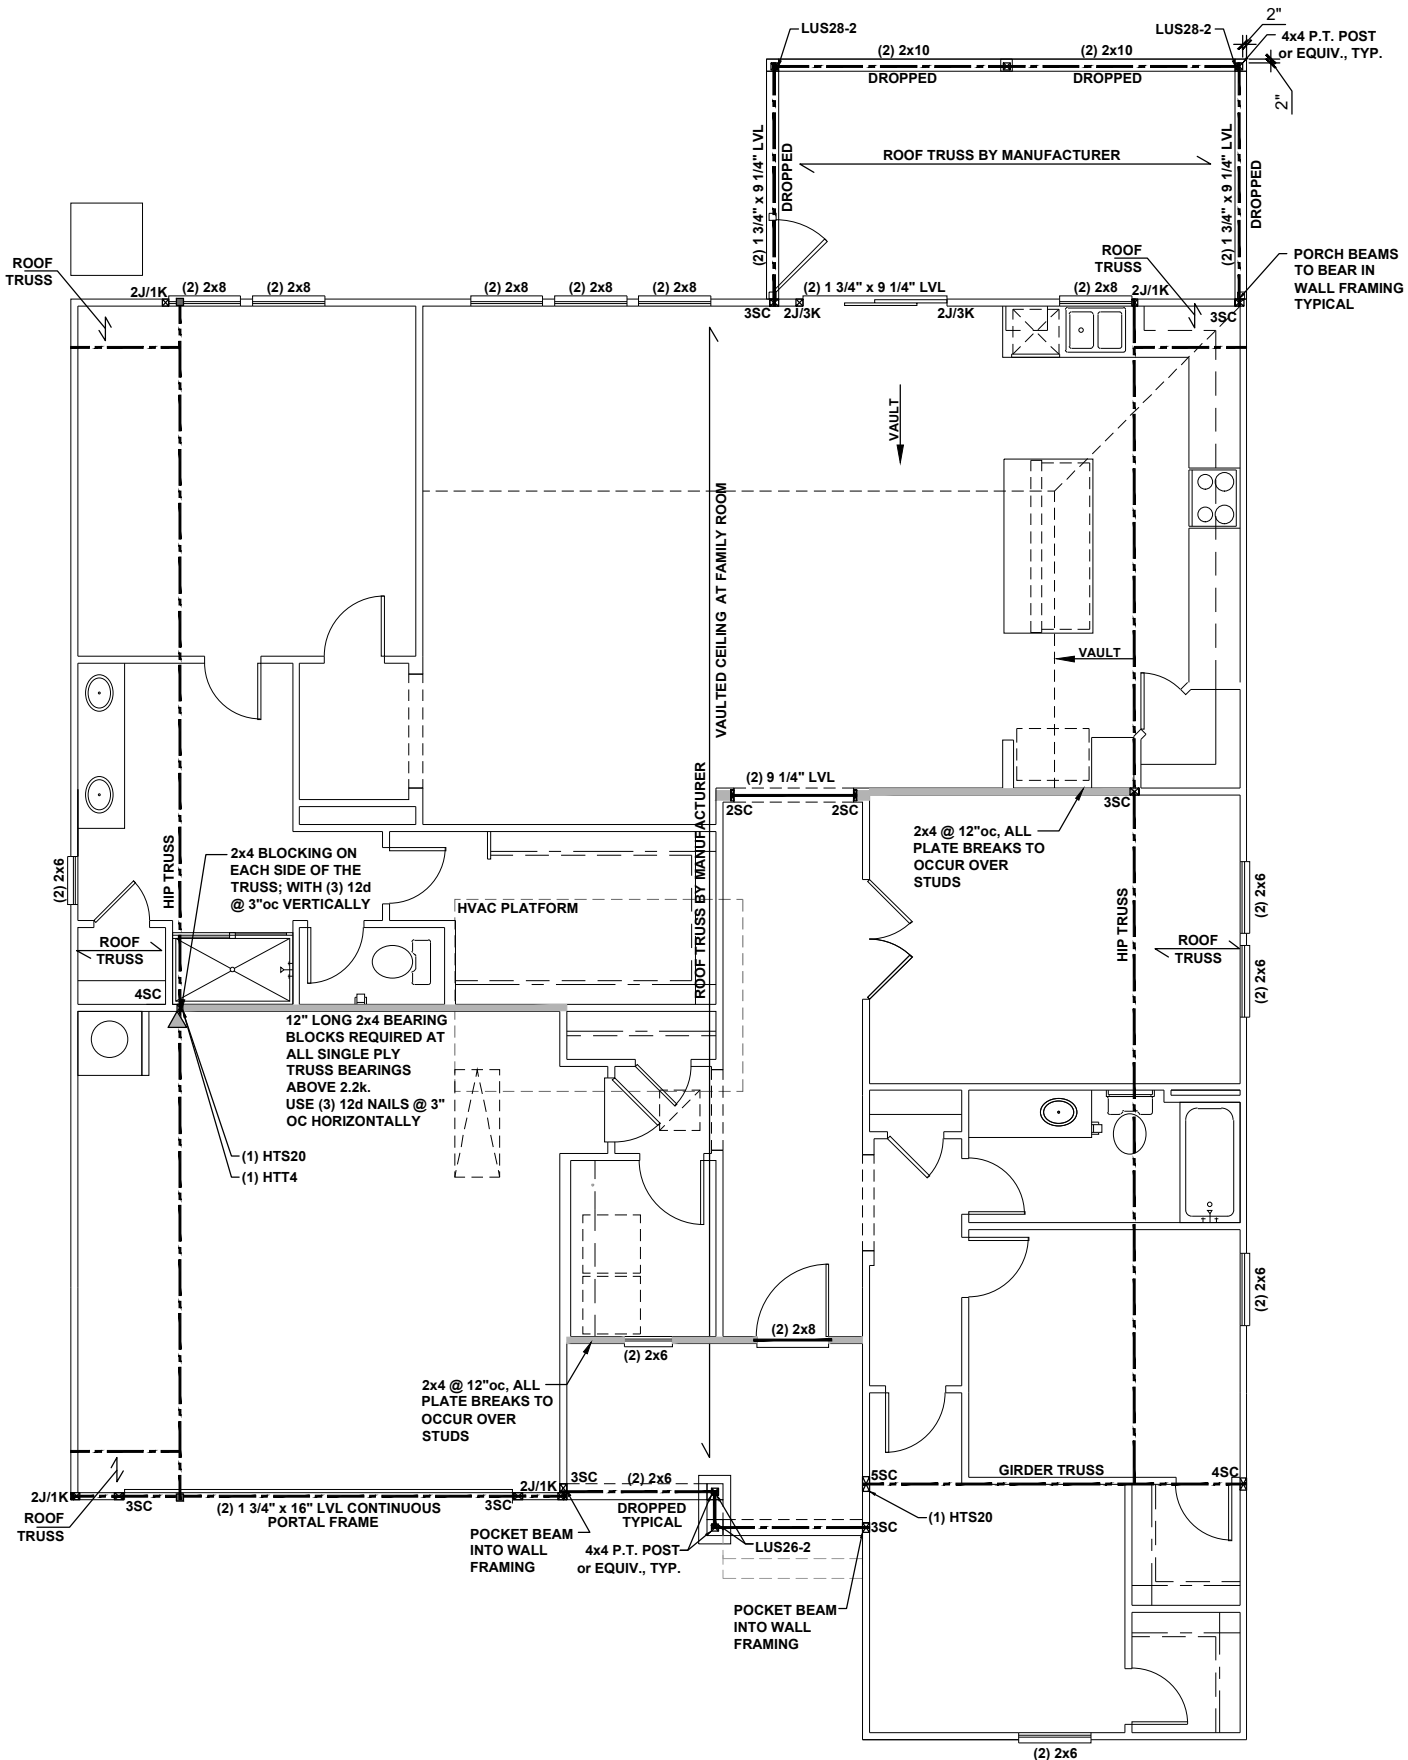 LUS28-2
LUS28-2
2"
4x4 P.T. POST
or EQUIV., TYP.
(2) 2x10
(2) 2x10
DROPPED
DROPPED
2"
(2) 1 3/4" x 9 1/4" LVL
DROPPED
ROOF TRUSS BY MANUFACTURER
(2) 1 3/4" x 9 1/4" LVL
DROPPED
ROOF
TRUSS
ROOF
TRUSS
PORCH BEAMS
TO BEAR IN
WALL FRAMING
TYPICAL
2J/1K
(2) 2x8
(2) 2x8
(2) 2x8
(2) 2x8
(2) 2x8
(2) 1 3/4" x 9 1/4" LVL
(2) 2x8
2J/1K
3SC
2J/3K
2J/3K
3SC
VAULT
VAULTED CEILING AT FAMILY ROOM
VAULT
(2) 9 1/4" LVL
2SC
2SC
3SC
ROOF TRUSS BY MANUFACTURER
2x4 @ 12"oc, ALL
PLATE BREAKS TO
OCCUR OVER
STUDS
HIP TRUSS
2x4 BLOCKING ON
EACH SIDE OF THE
TRUSS; WITH (3) 12d
@ 3"oc VERTICALLY
(2) 2x6
HVAC PLATFORM
HIP TRUSS
(2) 2x6
ROOF
TRUSS
ROOF
TRUSS
(2) 2x6
4SC
12" LONG 2x4 BEARING
BLOCKS REQUIRED AT
ALL SINGLE PLY
TRUSS BEARINGS
ABOVE 2.2k.
USE (3) 12d NAILS @ 3"
OC HORIZONTALLY
(1) HTS20
(1) HTT4
(2) 2x6
(2) 2x8
(2) 2x6
2x4 @ 12"oc, ALL
PLATE BREAKS TO
OCCUR OVER
STUDS
GIRDER TRUSS
5SC
4SC
3SC
(2) 2x6
2J/1K
2J/1K
3SC
(2) 1 3/4" x 16" LVL CONTINUOUS
PORTAL FRAME
3SC
DROPPED
TYPICAL
(1) HTS20
ROOF
TRUSS
3SC
POCKET BEAM
INTO WALL
FRAMING
4x4 P.T. POST
or EQUIV., TYP.
LUS26-2
POCKET BEAM
INTO WALL
FRAMING
(2) 2x6